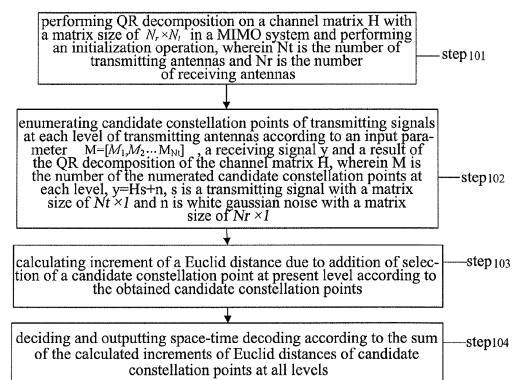 performing QR decomposition on a channel matrix H with
a matrix size of Nr×Nt in a MIMO system and performing
an initialization operation, wherein Nt is the number of
transmitting antennas and Nr is the number
of receiving antennas
step101
enumerating candidate constellation points of transmitting signals
at each level of transmitting antennas according to an input para-
meter M=[M1,M2···MNt] , a receiving signal y and a result
of the QR decomposition of the channel matrix H, wherein M is
the number of the numerated candidate constellation points at
each level, y=Hs+n, s is a transmitting signal with a matrix
size of Nt ×1 and n is white gaussian noise with a matrix
size of Nr ×1
step102
calculating increment of a Euclid distance due to addition of selec-
tion of a candidate constellation point at present level according to
the obtained candidate constellation points
step103
deciding and outputting space-time decoding according to the sum
of the calculated increments of Euclid distances of candidate
constellation points at all levels
step104